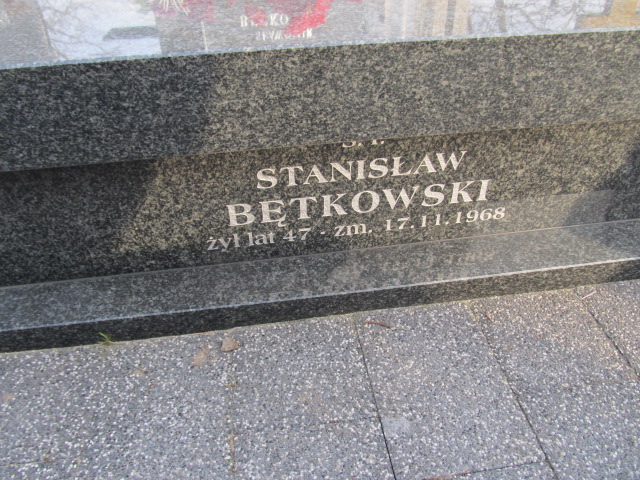 Ś.P.
STANISŁAW
BĘTKOWSKI
żył lat 47 · zm. 17.11.1968